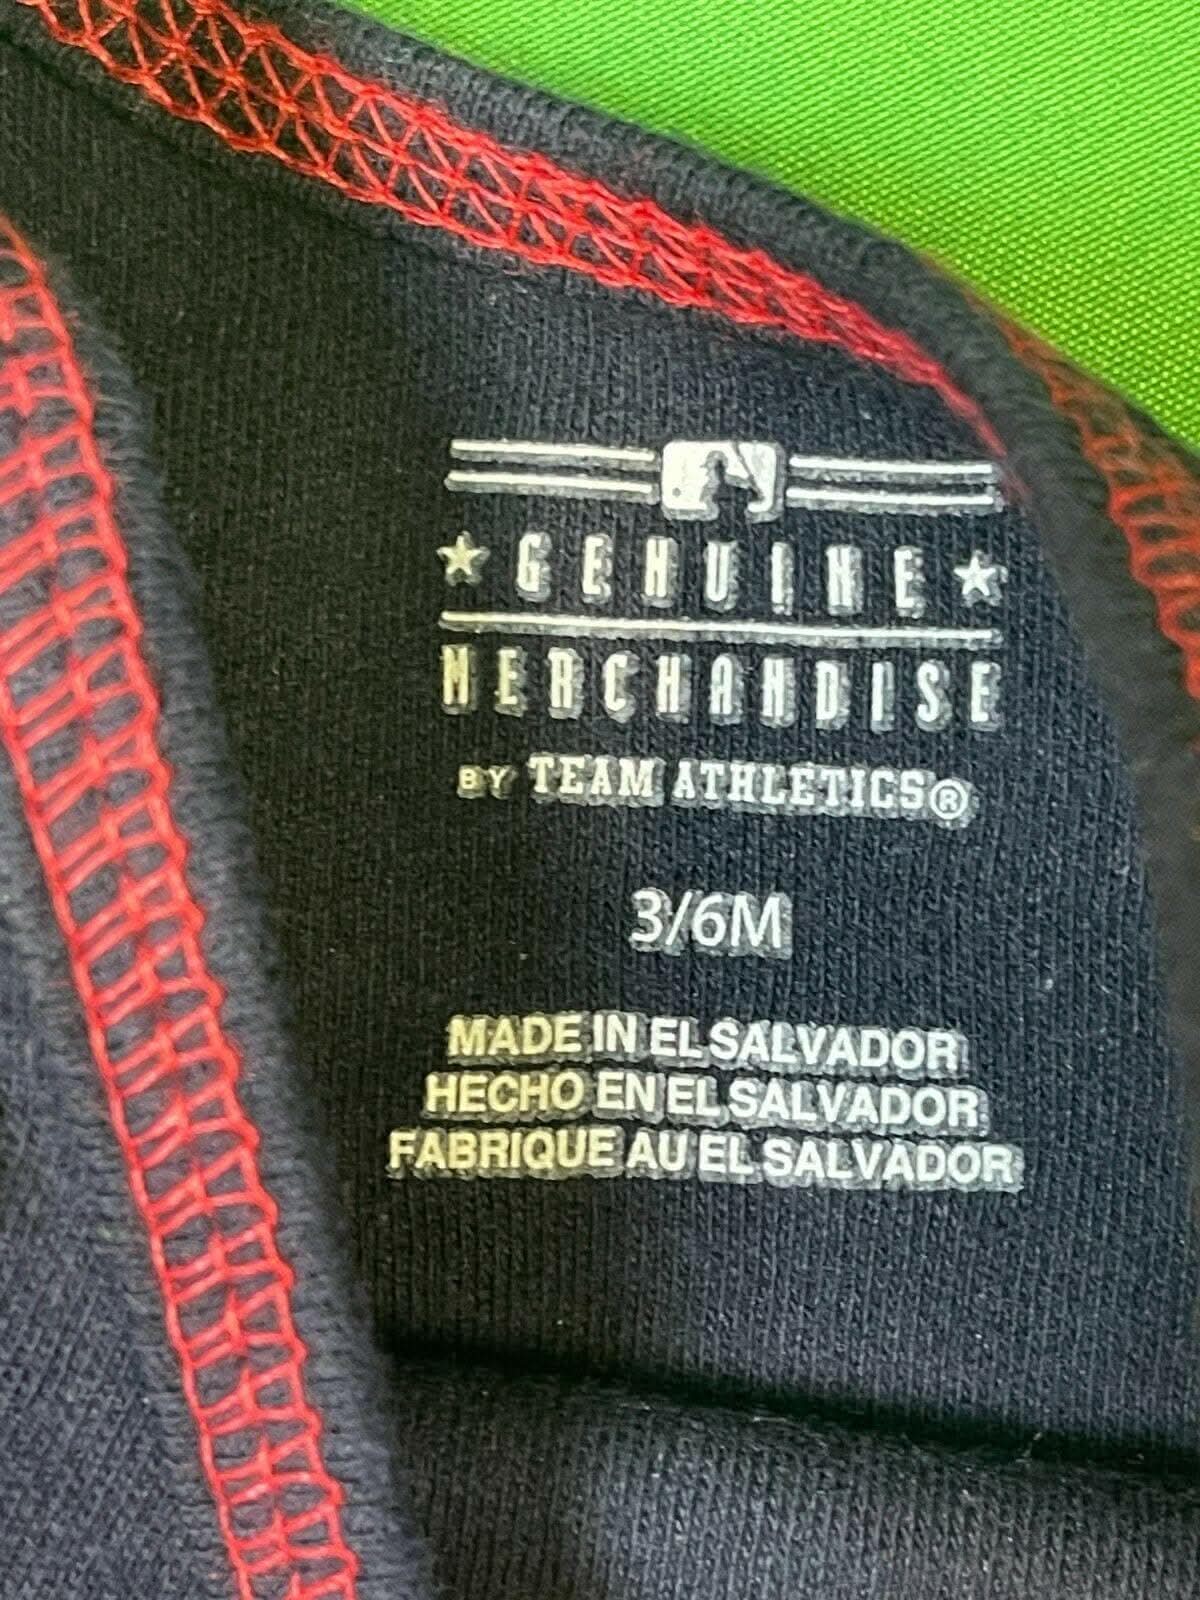 GENUINE
MERCHANDISE
BY TEAM ATHLETICS®
3/6M
MADE IN EL SALVADOR
HECHO EN EL SALVADOR
FABRIQUE AU EL SALVADOR